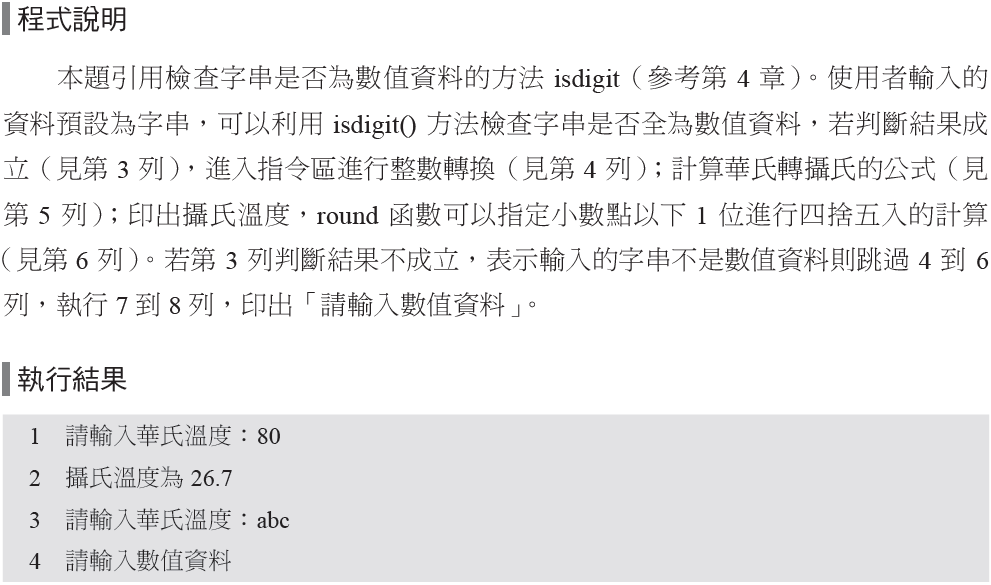 程式說明
本題引用檢查字串是否為數值資料的方法 isdigit（參考第 4 章）。使用者輸入的
資料預設為字串，可以利用 isdigit() 方法檢查字串是否全為數值資料，若判斷結果成
立（見第 3 列），進入指令區進行整數轉換（見第 4 列）；計算華氏轉攝氏的公式（見
第 5 列）；印出攝氏溫度，round 函數可以指定小數點以下 1 位進行四捨五入的計算
（見第 6 列）。若第 3 列判斷結果不成立，表示輸入的字串不是數值資料則跳過 4 到 6
列，執行 7 到 8 列，印出「請輸入數值資料」。
執行結果
1 請輸入華氏溫度：80
2 攝氏溫度為 26.7
3 請輸入華氏溫度：abc
4 請輸入數值資料